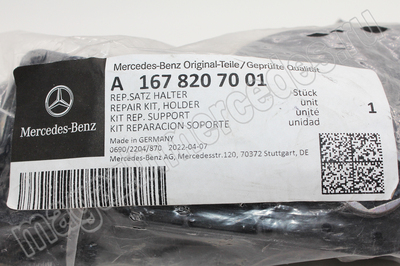 Mercedes-Benz Original-Teile/Geprüfte Qualität
A 167 820 70 01
REP.SATZ HALTER Stück
REPAIR KIT, HOLDER unit
KIT REP. SUPPORT unité
KIT REPARACION SOPORTE unidad
1
Made in GERMANY
0690/2204/870 2022-04-07
Mercedes-Benz AG, Mercedesstr.120, 70372 Stuttgart, DE
Mercedes-Benz